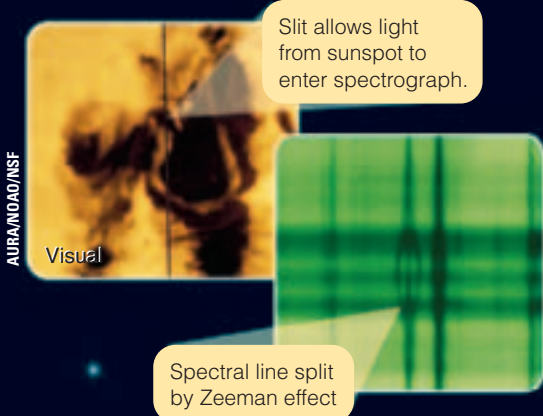 Slit allows light
from sunspot to
enter spectrograph.
AURA/NOAO/NSF
Visual
Spectral line split
by Zeeman effect